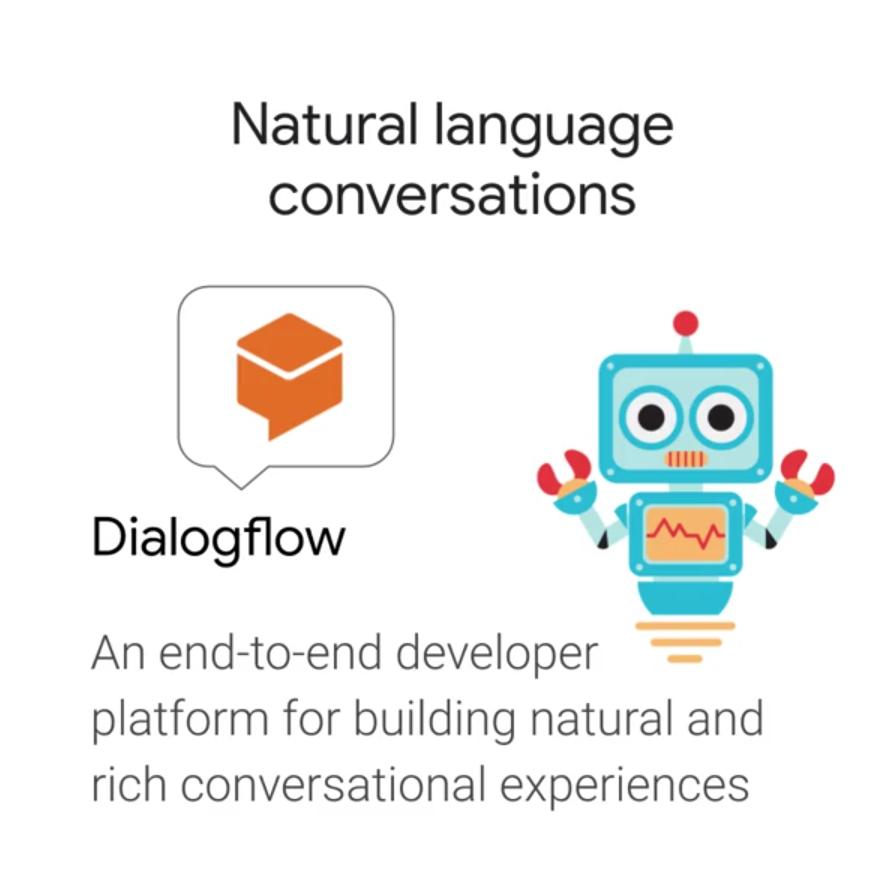 Natural language
conversations
Dialogflow
An end-to-end developer
platform for building natural and
rich conversational experiences